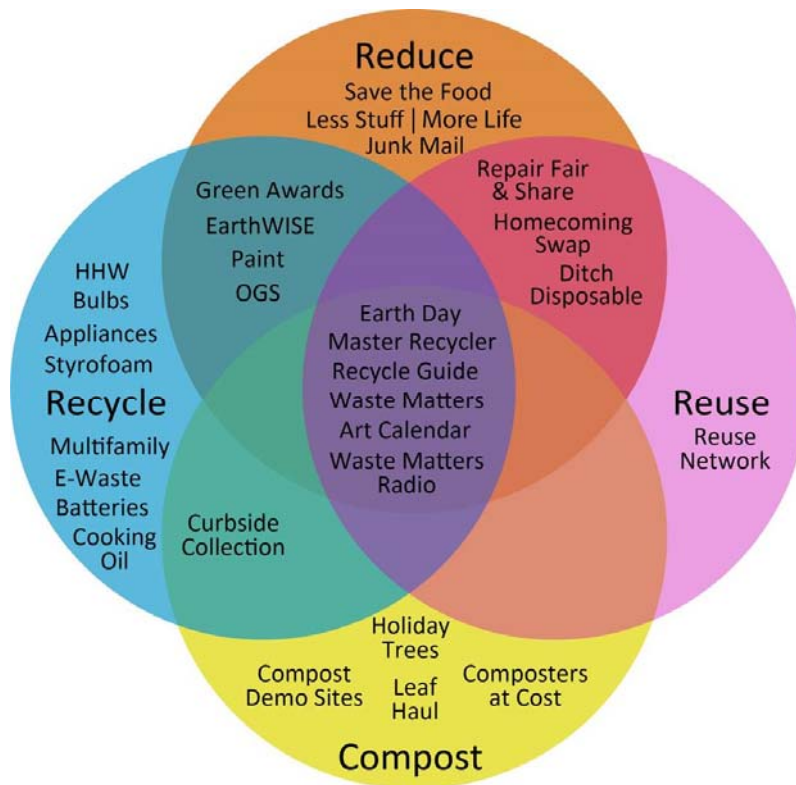 Reduce
Save the Food
Less Stuff | More Life
Junk Mail
Green Awards
EarthWISE
Paint
OGS
Repair Fair
& Share
Homecoming
Swap
Ditch
Disposable
HHW
Bulbs
Appliances
Styrofoam
Recycle
Multifamily
E-Waste
Batteries
Cooking
Oil
Earth Day
Master Recycler
Recycle Guide
Waste Matters
Art Calendar
Waste Matters
Radio
Reuse
Reuse
Network
Curbside
Collection
Holiday
Trees
Compost
Demo Sites
Leaf
Haul
Composters
at Cost
Compost